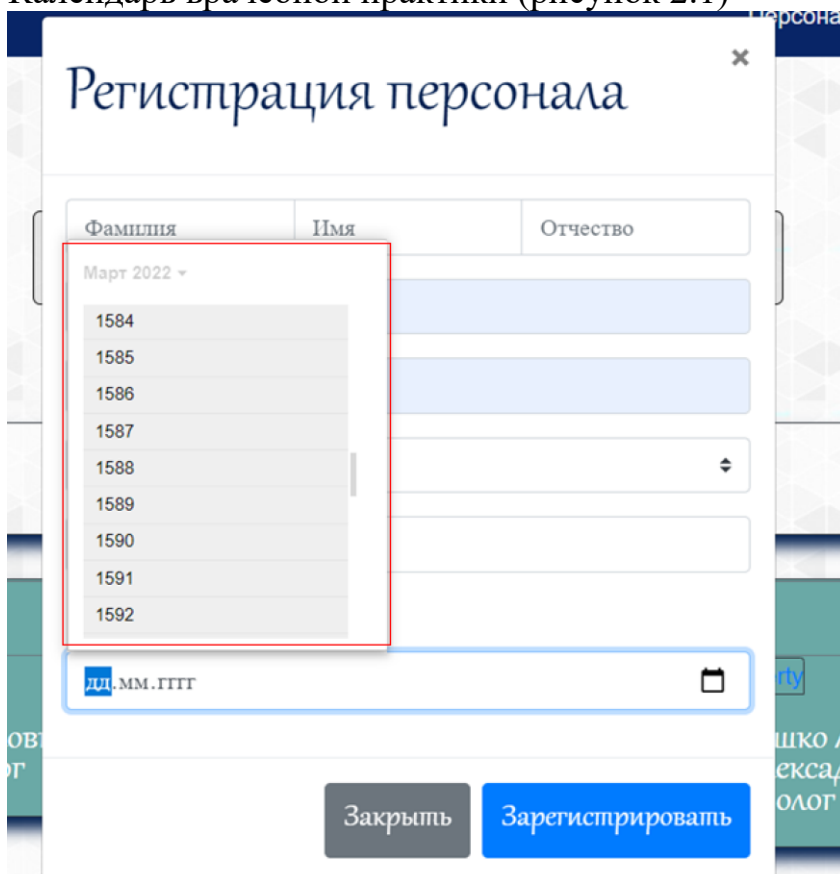 Календарь врачебной практики (рисунок 2.1)
Регистрация персонала
×
Фамилия Имя Отчество
Март 2022
1584
1585
1586
1587
1588
1589
1590
1591
1592
дд.мм.гггг
Закрыть Зарегистрировать